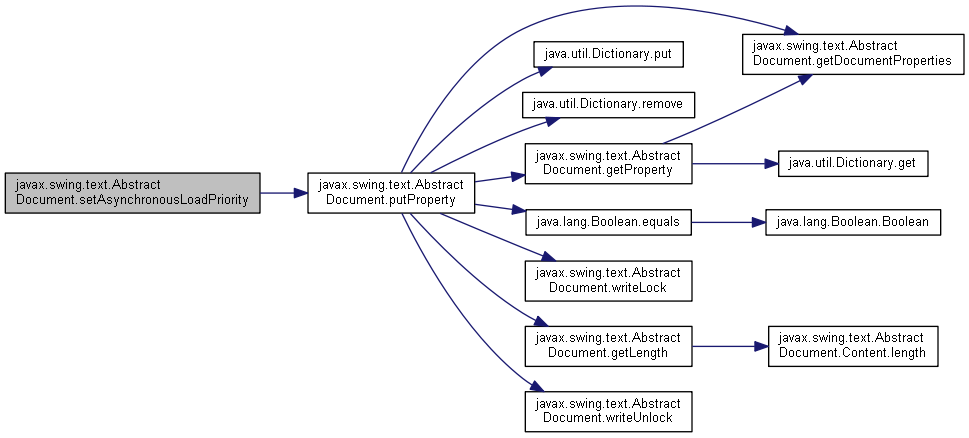 javax.swing.text.Abstract
Document.setAsynchronousLoadPriority
javax.swing.text.Abstract
Document.putProperty
java.util.Dictionary.put
java.util.Dictionary.remove
javax.swing.text.Abstract
Document.getProperty
java.lang.Boolean.equals
javax.swing.text.Abstract
Document.writeLock
javax.swing.text.Abstract
Document.getLength
javax.swing.text.Abstract
Document.writeUnlock
javax.swing.text.Abstract
Document.getDocumentProperties
java.util.Dictionary.get
java.lang.Boolean.Boolean
javax.swing.text.Abstract
Document.Content.length